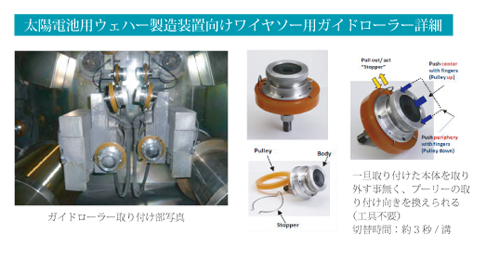 太陽電池用ウェハー製造装置向けワイヤソー用ガイドローラー詳細
ガイドローラー取り付け部写真
Pulley
Body
Stopper
Pull out/ act
"Stopper"
Push center
with fingers
(Pulley up)
Push periphery
with fingers
(Pulley Down)
一旦取り付けた本体を取り
外す事無く、プーリーの取
り付け向きを換えられる
(工具不要)
切替時間：約 3 秒 / 溝